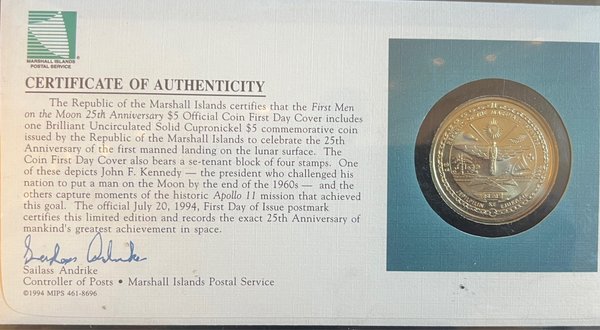 MARSHALL ISLANDS
POSTAL SERVICE
CERTIFICATE OF AUTHENTICITY
The Republic of the Marshall Islands certifies that the First Men
on the Moon 25th Anniversary $5 Official Coin First Day Cover includes
one Brilliant Uncirculated Solid Cupronickel $5 commemorative coin
issued by the Republic of the Marshall Islands to celebrate the 25th
Anniversary of the first manned landing on the lunar surface. The
Coin First Day Cover also bears a se-tenant block of four stamps. One
of these depicts John F. Kennedy — the president who challenged his
nation to put a man on the Moon by the end of the 1960s — and the
others capture moments of the historic Apollo 11 mission that achieved
this goal. The official July 20, 1994, First Day of Issue postmark
certifies this limited edition and records the exact 25th Anniversary of
mankind's greatest achievement in space.
Sailass Andrike
Sailass Andrike
Controller of Posts • Marshall Islands Postal Service
©1994 MIPS 461-8696